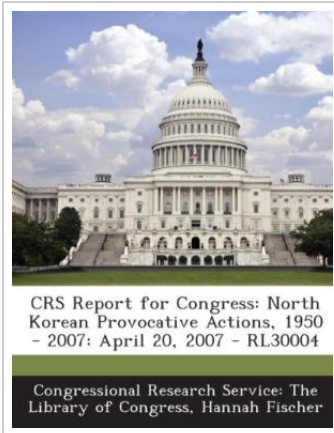 CRS Report for Congress: North
Korean Provocative Actions, 1950
- 2007: April 20, 2007 - RL30004
Congressional Research Service: The
Library of Congress, Hannah Fischer